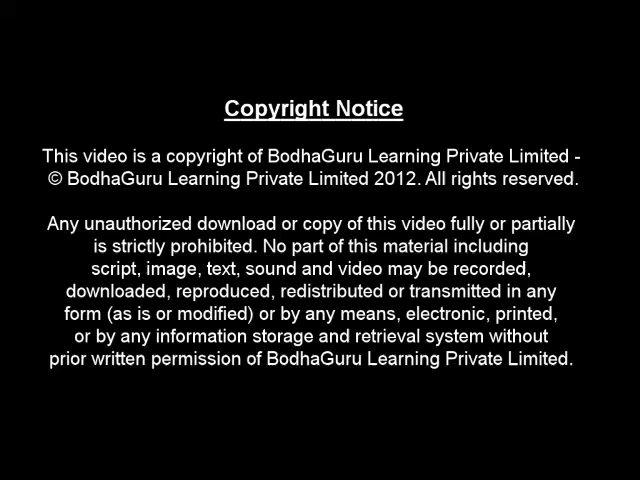 Copyright Notice
This video is a copyright of BodhaGuru Learning Private Limited -
© BodhaGuru Learning Private Limited 2012. All rights reserved.
Any unauthorized download or copy of this video fully or partially
is strictly prohibited. No part of this material including
script, image, text, sound and video may be recorded,
downloaded, reproduced, redistributed or transmitted in any
form (as is or modified) or by any means, electronic, printed,
or by any information storage and retrieval system without
prior written permission of BodhaGuru Learning Private Limited.